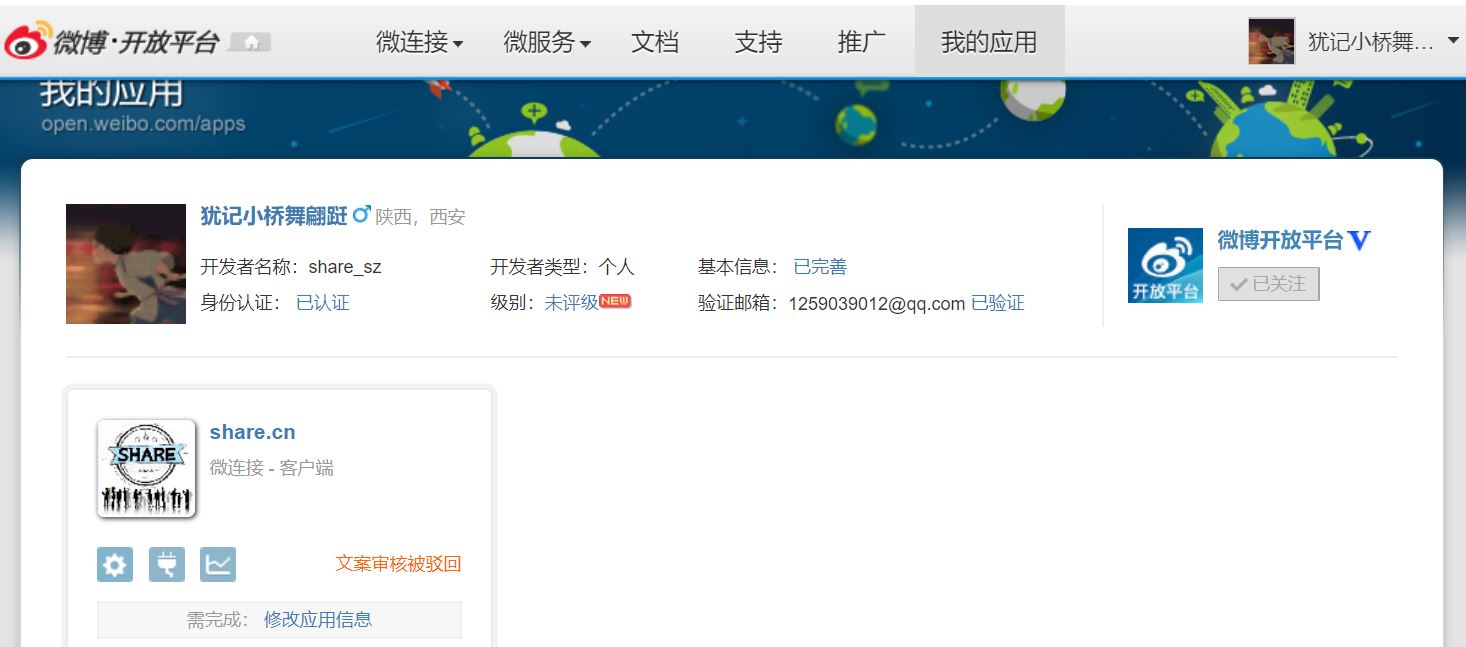 微博·开放平台 微连接 微服务 文档 支持 推广 我的应用 犹记小桥舞…
我的应用
open.weibo.com/apps
犹记小桥舞翩跹 陕西，西安
开发者名称：share_sz 开发者类型：个人 基本信息：已完善
身份认证：已认证 级别：未评级 NEW 验证邮箱：1259039012@qq.com 已验证
微博开放平台 V
开放平台
已关注
share.cn
SHARE
微连接 - 客户端
文案审核被驳回
需完成：修改应用信息